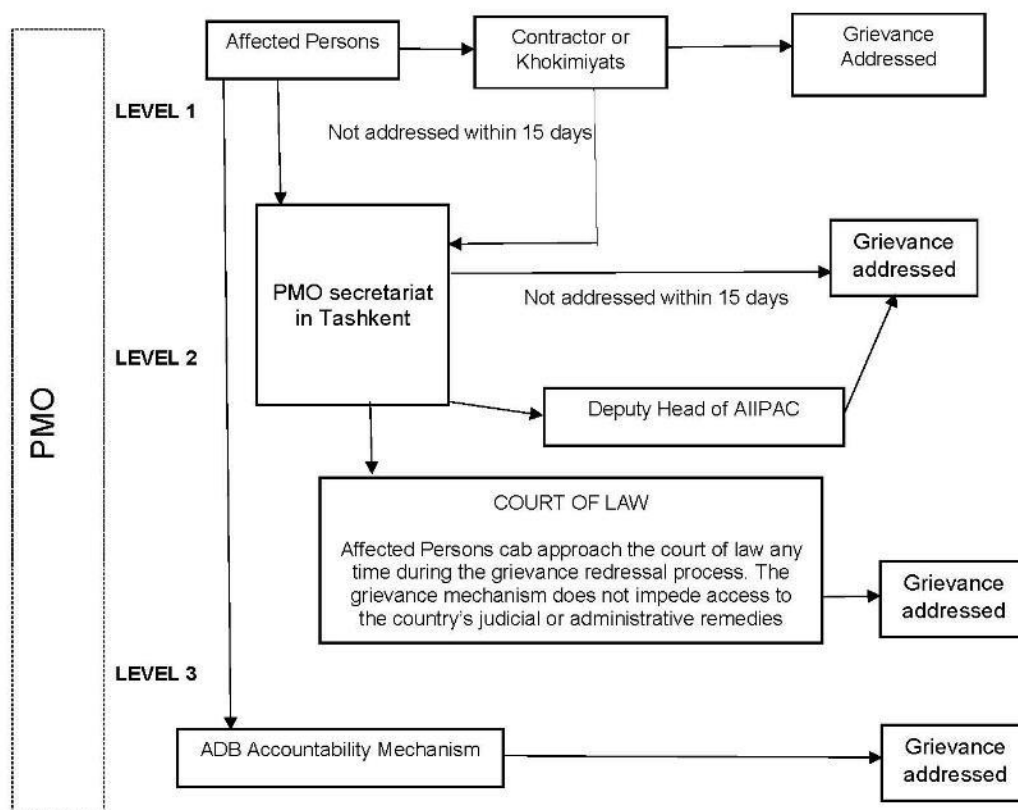 Affected Persons
Contractor or
Khokimiyats
Grievance
Addressed
LEVEL 1
Not addressed within 15 days
PMO secretariat
in Tashkent
Grievance
addressed
Not addressed within 15 days
LEVEL 2
PMO
Deputy Head of AIIPAC
COURT OF LAW
Affected Persons cab approach the court of law any
time during the grievance redressal process. The
grievance mechanism does not impede access to
the country's judicial or administrative remedies
Grievance
addressed
LEVEL 3
ADB Accountability Mechanism
Grievance
addressed